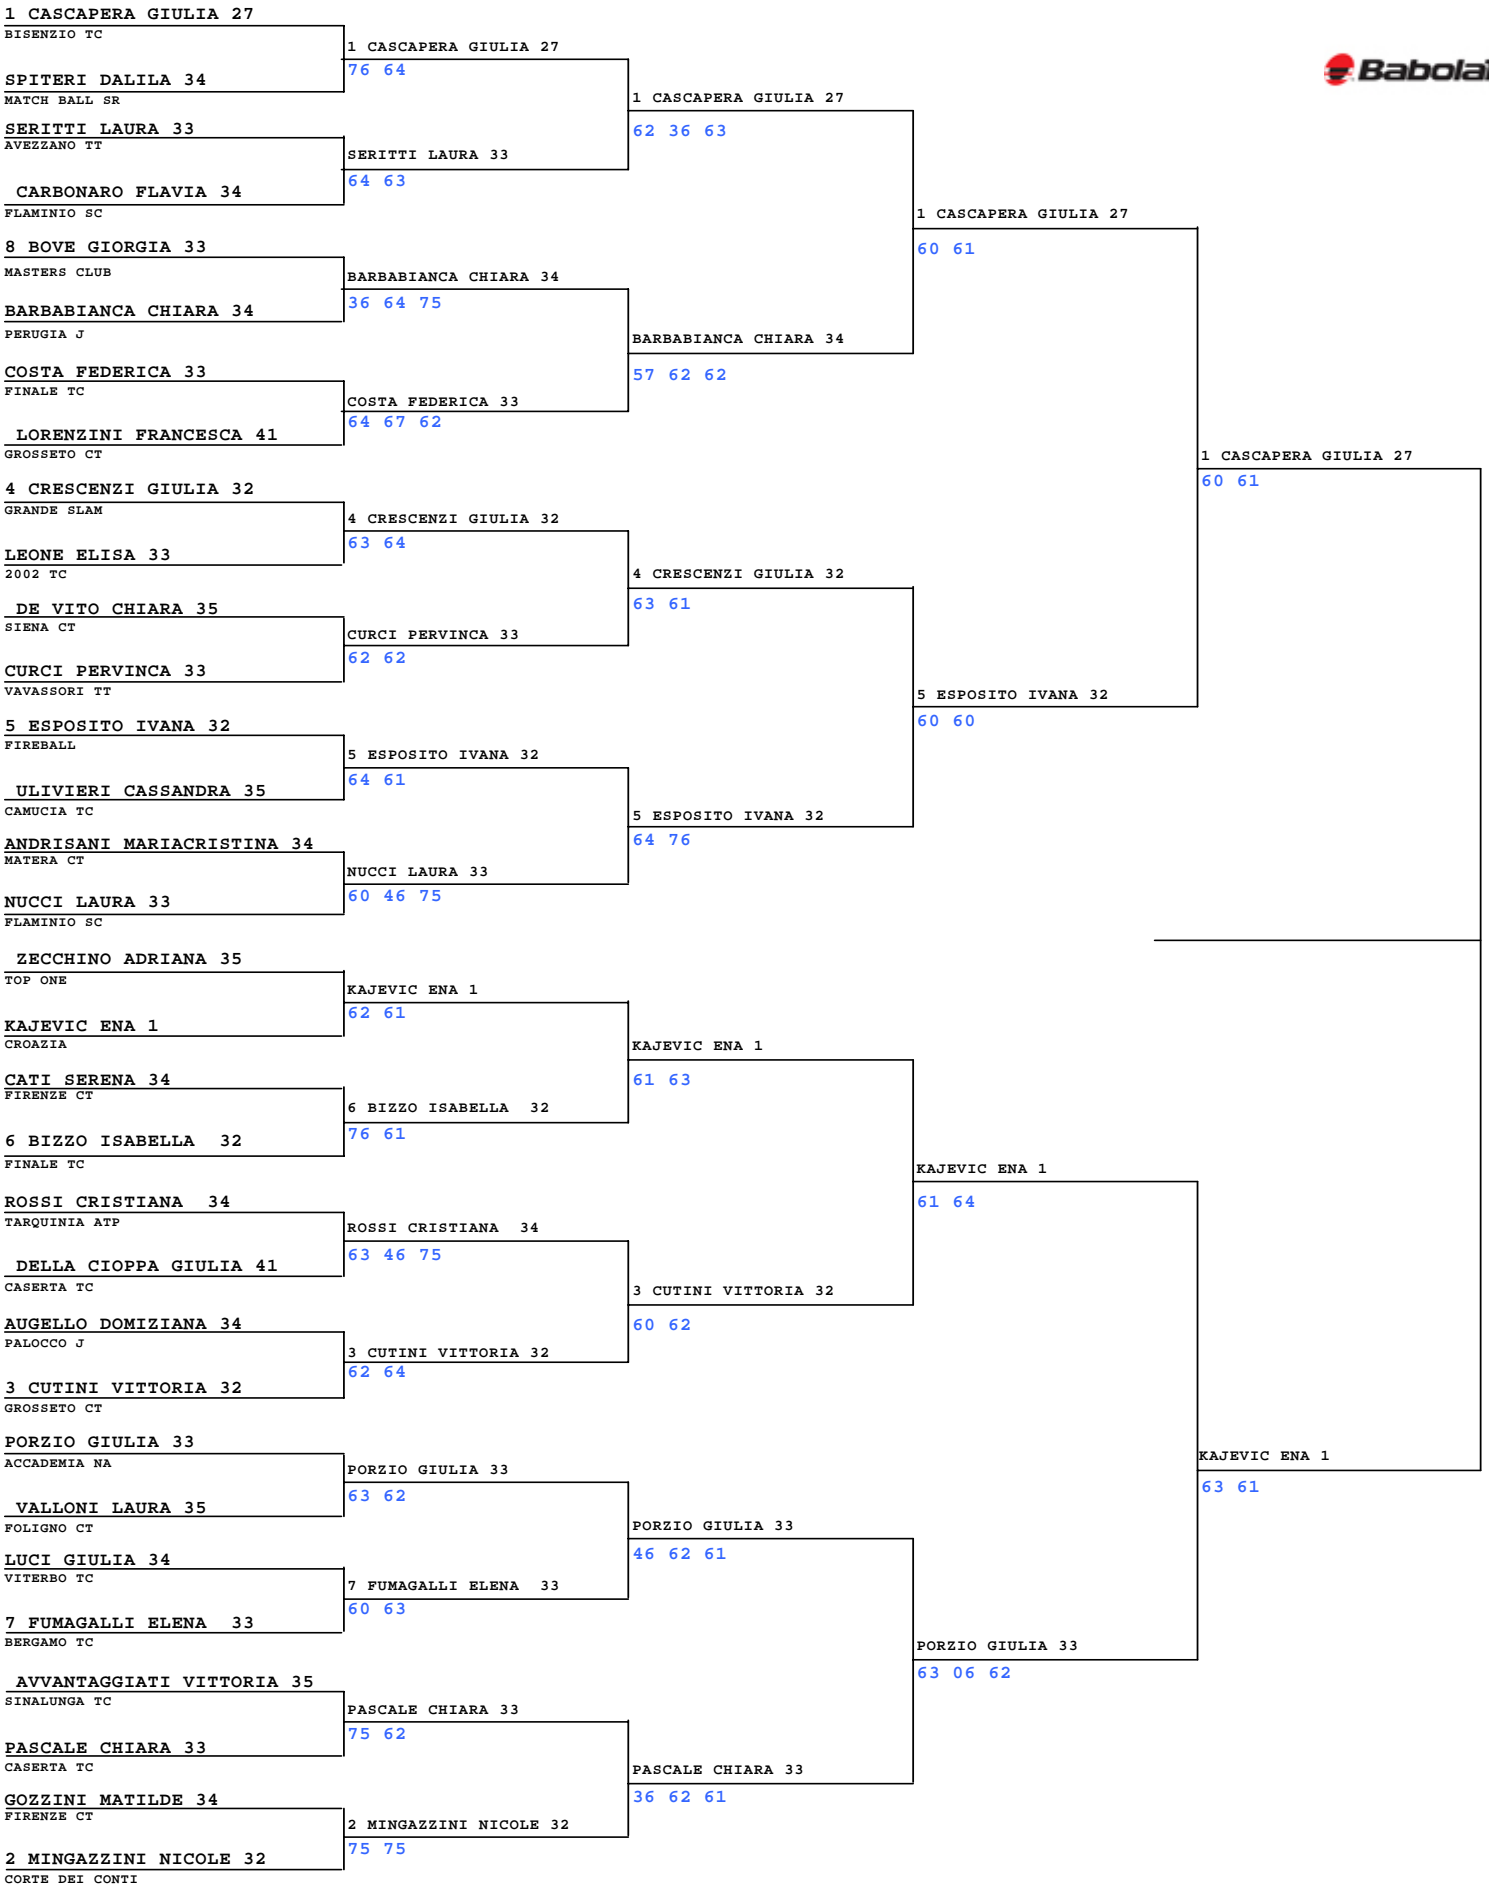 1 CASCAPERA GIULIA 27
BISENZIO TC
SPITERI DALILA 34
MATCH BALL SR
SERITTI LAURA 33
AVEZZANO TT
CARBONARO FLAVIA 34
FLAMINIO SC
8 BOVE GIORGIA 33
MASTERS CLUB
BARBABIANCA CHIARA 34
PERUGIA J
COSTA FEDERICA 33
FINALE TC
LORENZINI FRANCESCA 41
GROSSETO CT
4 CRESCENZI GIULIA 32
GRANDE SLAM
LEONE ELISA 33
2002 TC
DE VITO CHIARA 35
SIENA CT
CURCI PERVINCA 33
VAVASSORI TT
5 ESPOSITO IVANA 32
FIREBALL
ULIVIERI CASSANDRA 35
CAMUCIA TC
ANDRISANI MARIACRISTINA 34
MATERA CT
NUCCI LAURA 33
FLAMINIO SC
ZECCHINO ADRIANA 35
TOP ONE
KAJEVIC ENA 1
CROAZIA
CATI SERENA 34
FIRENZE CT
6 BIZZO ISABELLA 32
FINALE TC
ROSSI CRISTIANA 34
TARQUINIA ATP
DELLA CIOPPA GIULIA 41
CASERTA TC
AUGELLO DOMIZIANA 34
PALOCCO J
3 CUTINI VITTORIA 32
GROSSETO CT
PORZIO GIULIA 33
ACCADEMIA NA
VALLONI LAURA 35
FOLIGNO CT
LUCI GIULIA 34
VITERBO TC
7 FUMAGALLI ELENA 33
BERGAMO TC
AVVANTAGGIATI VITTORIA 35
SINALUNGA TC
PASCALE CHIARA 33
CASERTA TC
GOZZINI MATILDE 34
FIRENZE CT
2 MINGAZZINI NICOLE 32
CORTE DEI CONTI
1 CASCAPERA GIULIA 27
76 64
SERITTI LAURA 33
64 63
BARBABIANCA CHIARA 34
36 64 75
COSTA FEDERICA 33
64 67 62
4 CRESCENZI GIULIA 32
63 64
CURCI PERVINCA 33
62 62
5 ESPOSITO IVANA 32
64 61
NUCCI LAURA 33
60 46 75
KAJEVIC ENA 1
62 61
6 BIZZO ISABELLA 32
76 61
ROSSI CRISTIANA 34
63 46 75
3 CUTINI VITTORIA 32
62 64
PORZIO GIULIA 33
63 62
7 FUMAGALLI ELENA 33
60 63
PASCALE CHIARA 33
75 62
2 MINGAZZINI NICOLE 32
75 75
1 CASCAPERA GIULIA 27
62 36 63
BARBABIANCA CHIARA 34
57 62 62
4 CRESCENZI GIULIA 32
63 61
5 ESPOSITO IVANA 32
64 76
KAJEVIC ENA 1
61 63
3 CUTINI VITTORIA 32
60 62
PORZIO GIULIA 33
46 62 61
PASCALE CHIARA 33
36 62 61
1 CASCAPERA GIULIA 27
60 61
5 ESPOSITO IVANA 32
60 60
KAJEVIC ENA 1
61 64
PORZIO GIULIA 33
63 06 62
Babolat
1 CASCAPERA GIULIA 27
60 61
KAJEVIC ENA 1
63 61